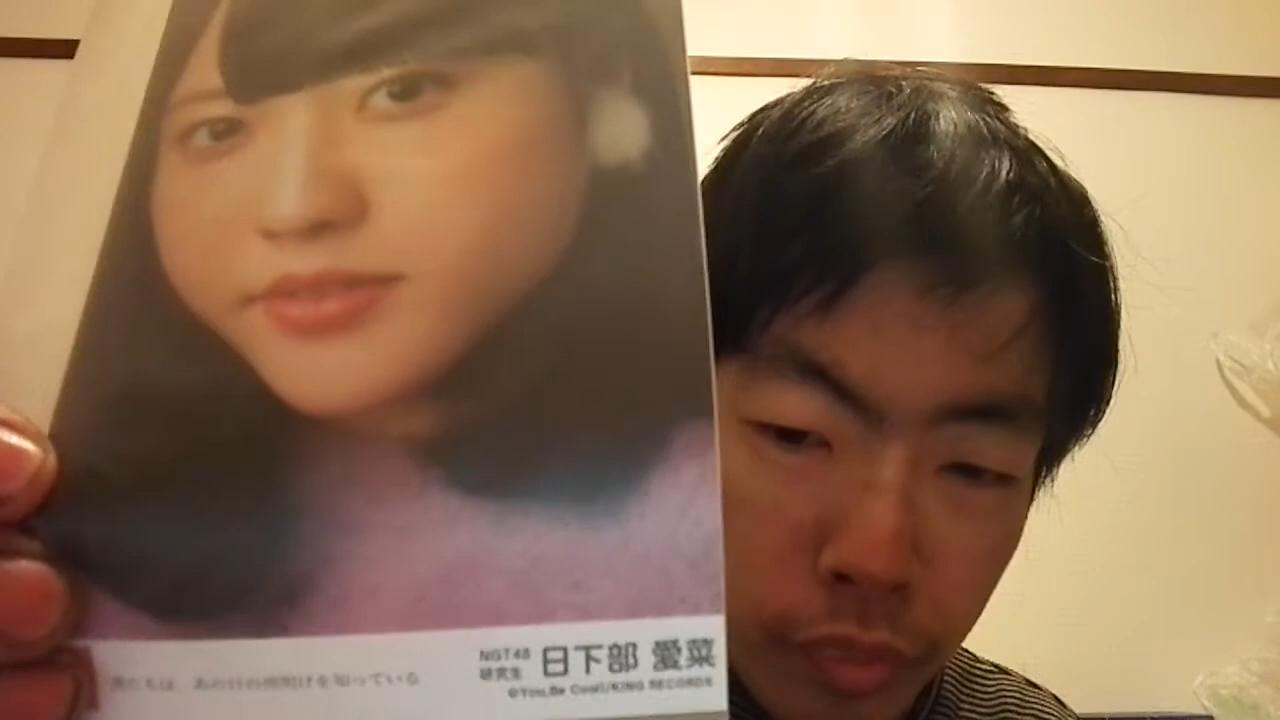 僕たちは、あの日の夜明けを知っている
NGT48
研究生
日下部 愛菜
©You, Be Cool!/KING RECORDS